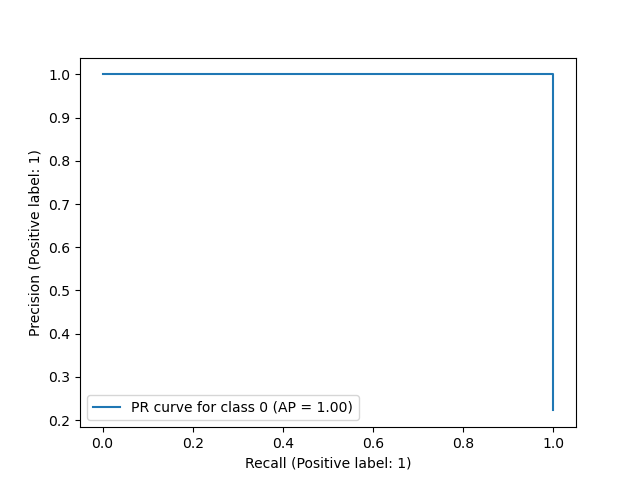 1.0
0.9
0.8
0.7
0.6
0.5
0.4
0.3
0.2
Precision (Positive label: 1)
PR curve for class 0 (AP = 1.00)
0.0 0.2 0.4 0.6 0.8 1.0
Recall (Positive label: 1)